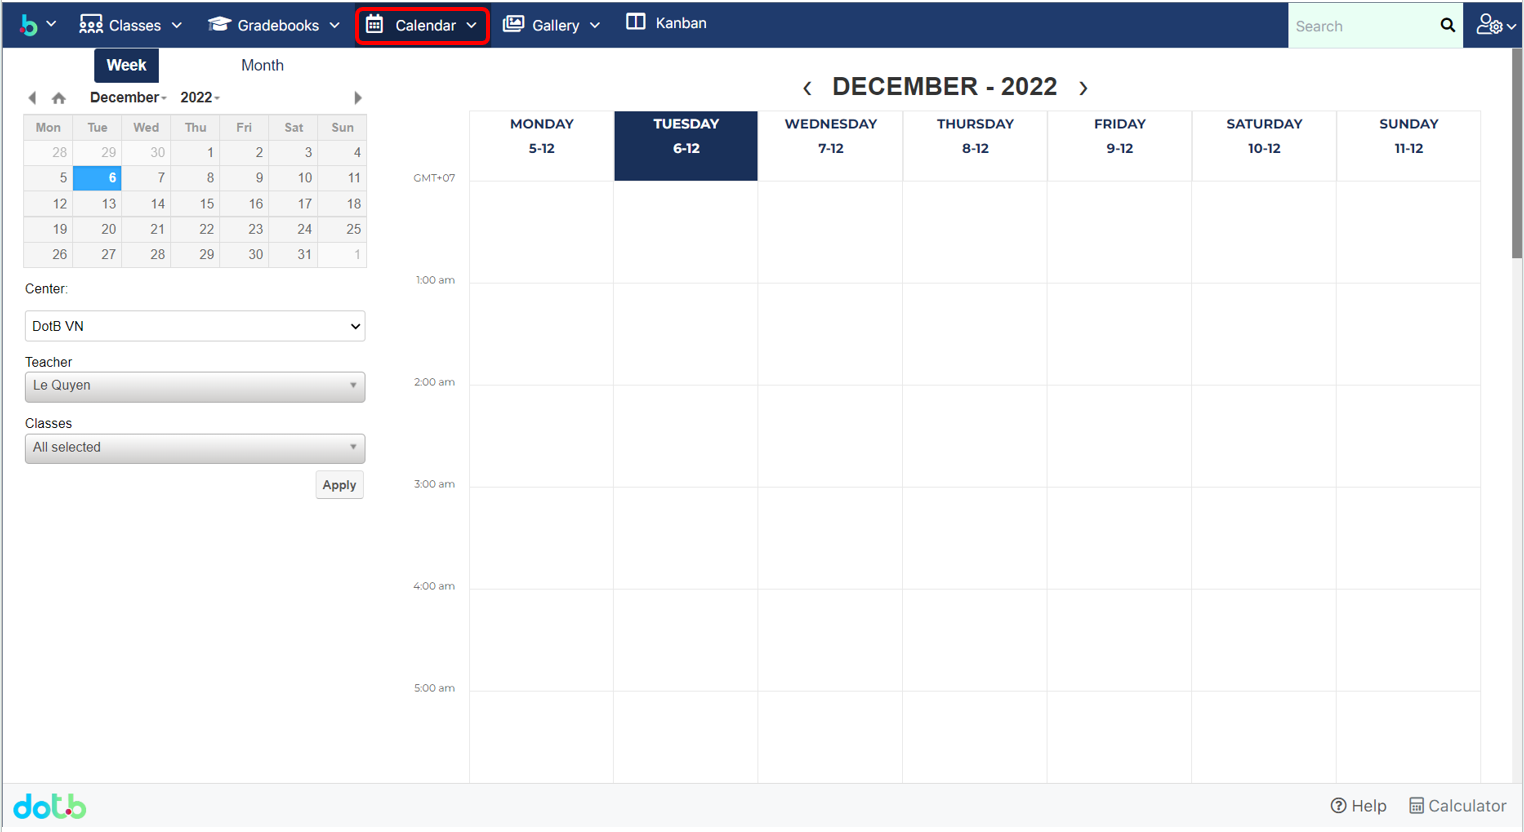 Classes Gradebooks Calendar Gallery Kanban Search
Week Month
December 2022
Mon Tue Wed Thu Fri Sat Sun
28 29 30 1 2 3 4
5 6 7 8 9 10 11
12 13 14 15 16 17 18
19 20 21 22 23 24 25
26 27 28 29 30 31 1
Center:
DotB VN
Teacher
Le Quyen
Classes
All selected
Apply
DECEMBER - 2022
MONDAY TUESDAY WEDNESDAY THURSDAY FRIDAY SATURDAY SUNDAY
5-12 6-12 7-12 8-12 9-12 10-12 11-12
GMT+07
1:00 am
2:00 am
3:00 am
4:00 am
5:00 am
dotb Help Calculator